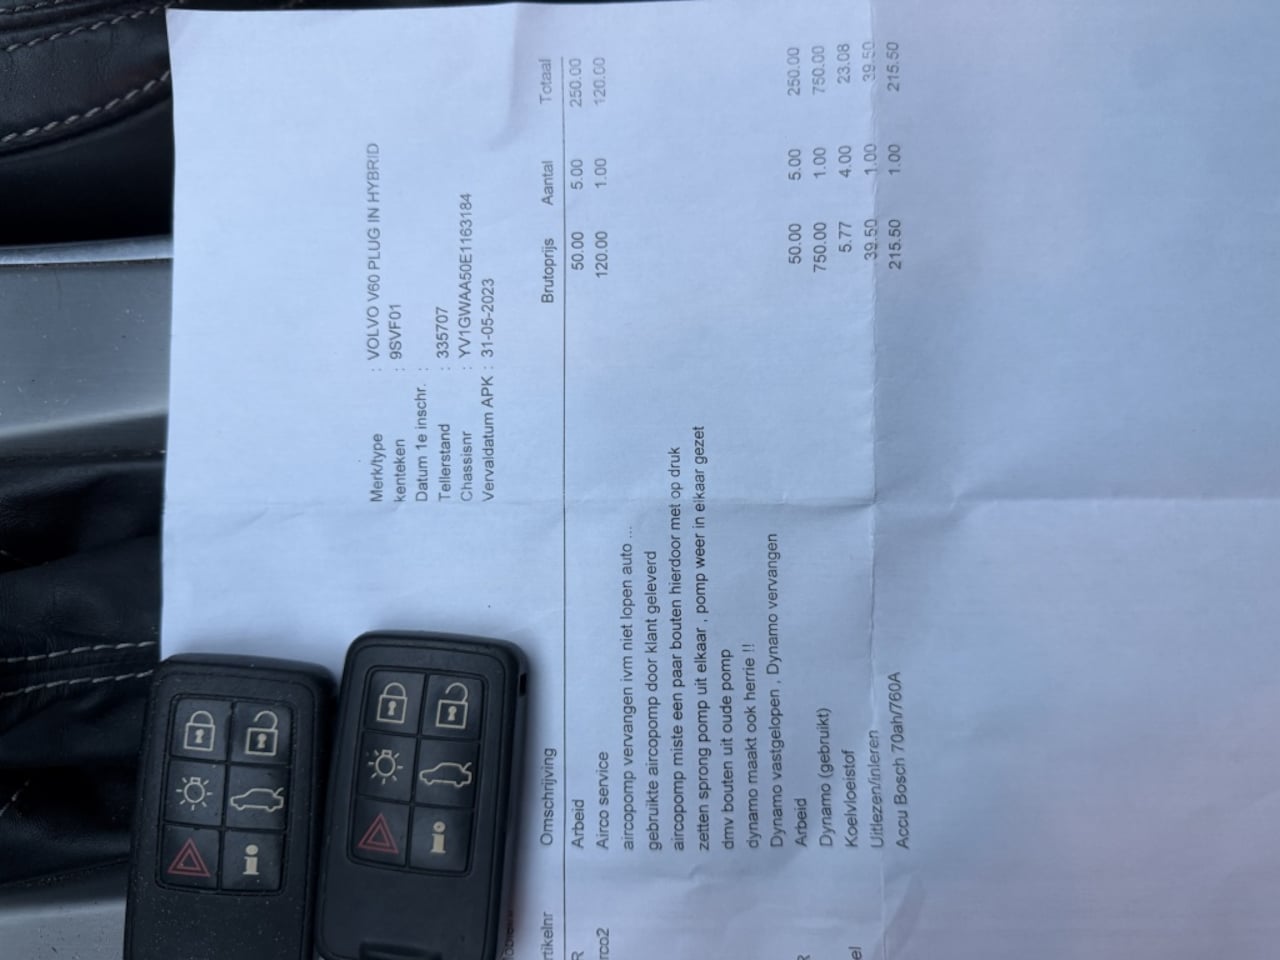 Merk/type : VOLVO V60 PLUG IN HYBRID
kenteken : 9SVF01
Datum 1e inschr. :
Tellerstand : 335707
Chassisnr : YV1GWAA50E1163184
Vervaldatum APK : 31-05-2023
rtikelnr Omschrijving Brutoprijs Aantal Totaal
R Arbeid 50.00 5.00 250.00
rco2 Airco service 120.00 1.00 120.00
aircopomp vervangen ivm niet lopen auto ...
gebruikte aircopomp door klant geleverd
aircopomp miste een paar bouten hierdoor met op druk
zetten sprong pomp uit elkaar , pomp weer in elkaar gezet
dmv bouten uit oude pomp
dynamo maakt ook herrie !!
Dynamo vastgelopen , Dynamo vervangen
R Arbeid 50.00 5.00 250.00
Dynamo (gebruikt) 750.00 1.00 750.00
el Koelvloeistof 5.77 4.00 23.08
Uitlezen/inleren 39.50 1.00 39.50
Accu Bosch 70ah/760A 215.50 1.00 215.50